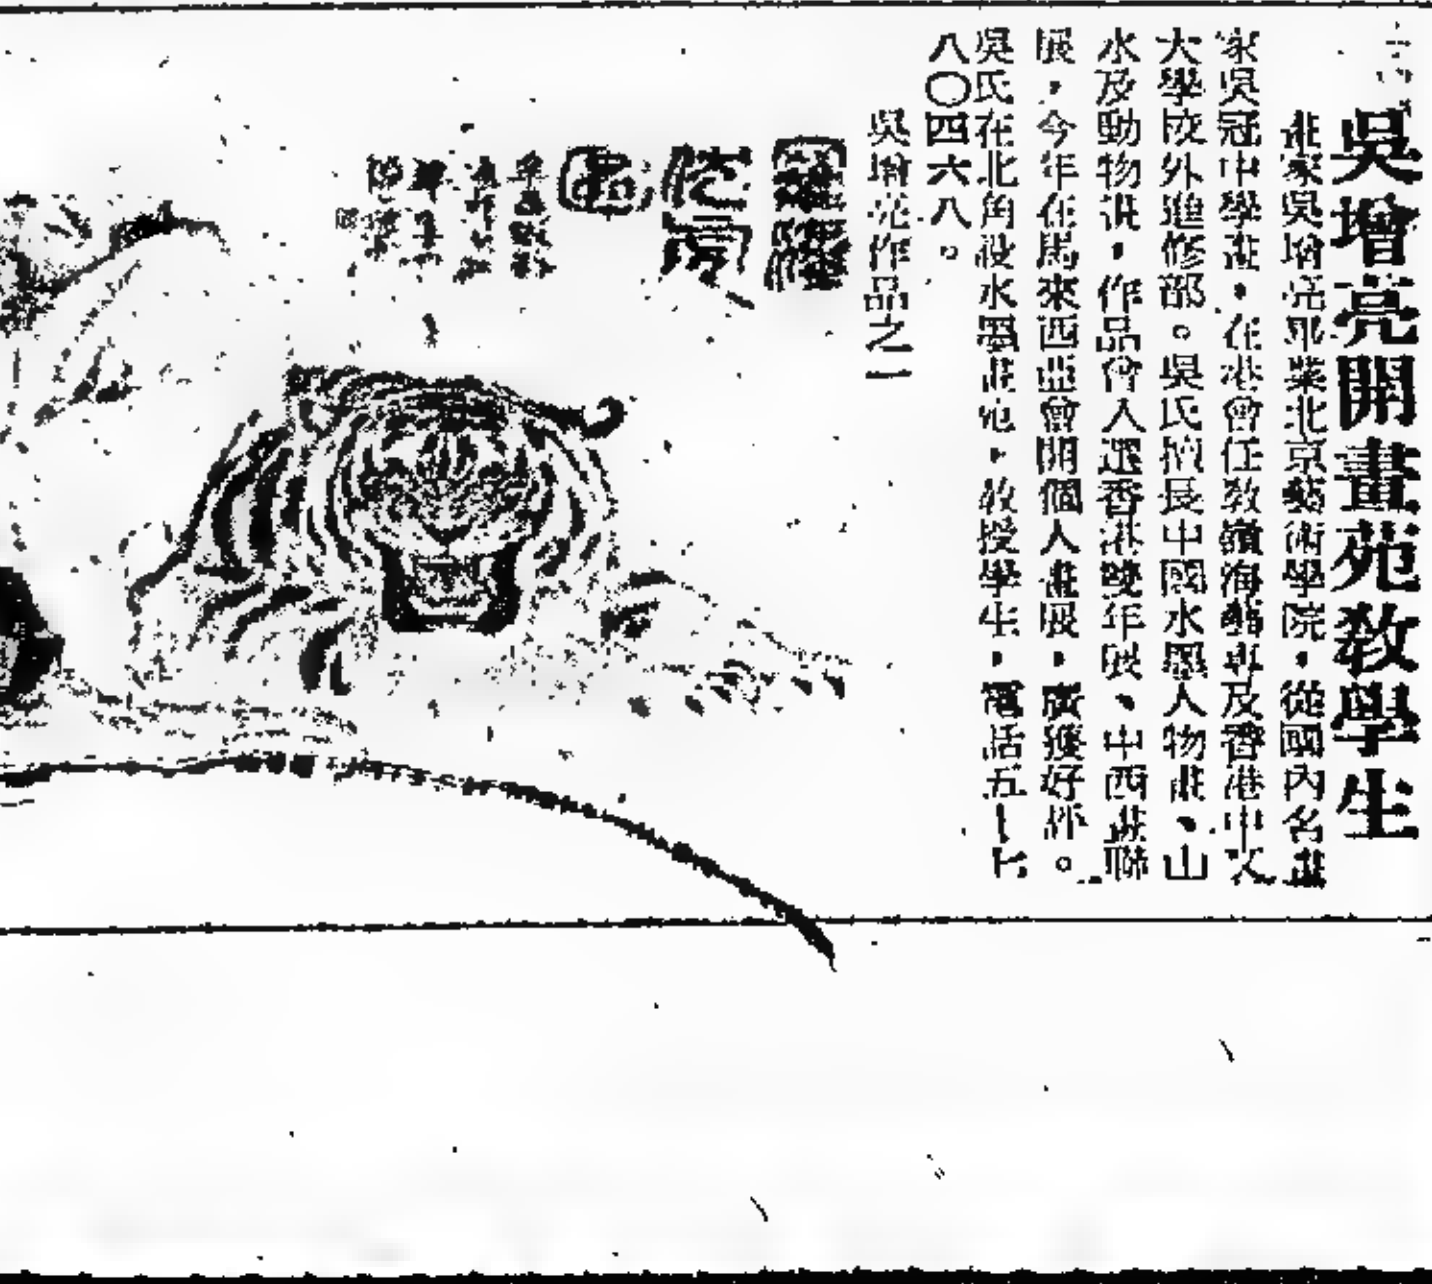 吳增亮開畫苑教學生
畫家吳增亮畢業北京藝術學院，從國內名畫
家吳冠中學畫，在港曾任教嶺海藝專及香港中文
大學校外進修部。吳氏擅長中國水墨人物畫、山
水及動物畫，作品曾入選香港雙年展、中西畫聯
展，今年在馬來西亞曾開個人畫展，廣獲好評。
吳氏在北角設水墨畫苑，教授學生，電話五—七
八〇四六八。
吳增亮作品之一